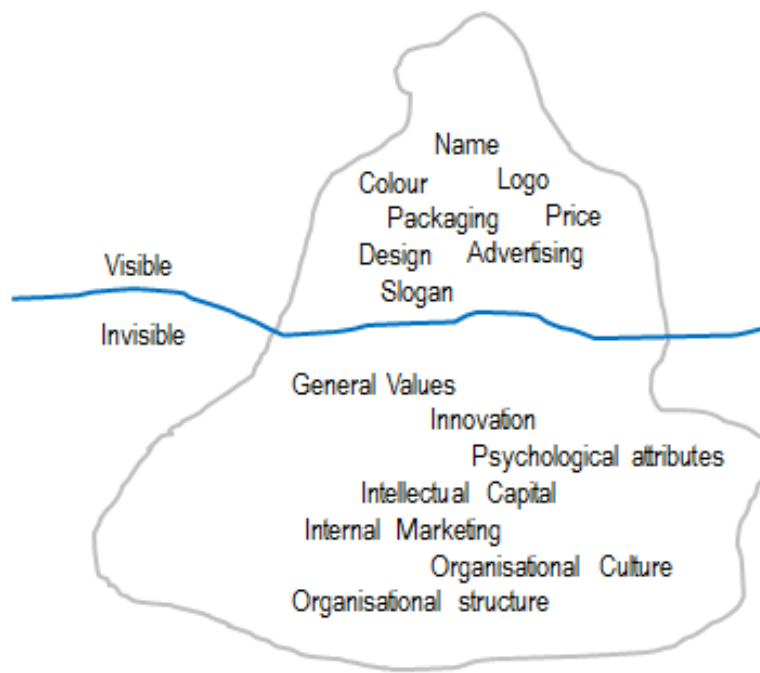 Name
Colour Logo
Packaging Price
Design Advertising
Visible
Slogan
Invisible
General Values
Innovation
Psychological attributes
Intellectual Capital
Internal Marketing
Organisational Culture
Organisational structure